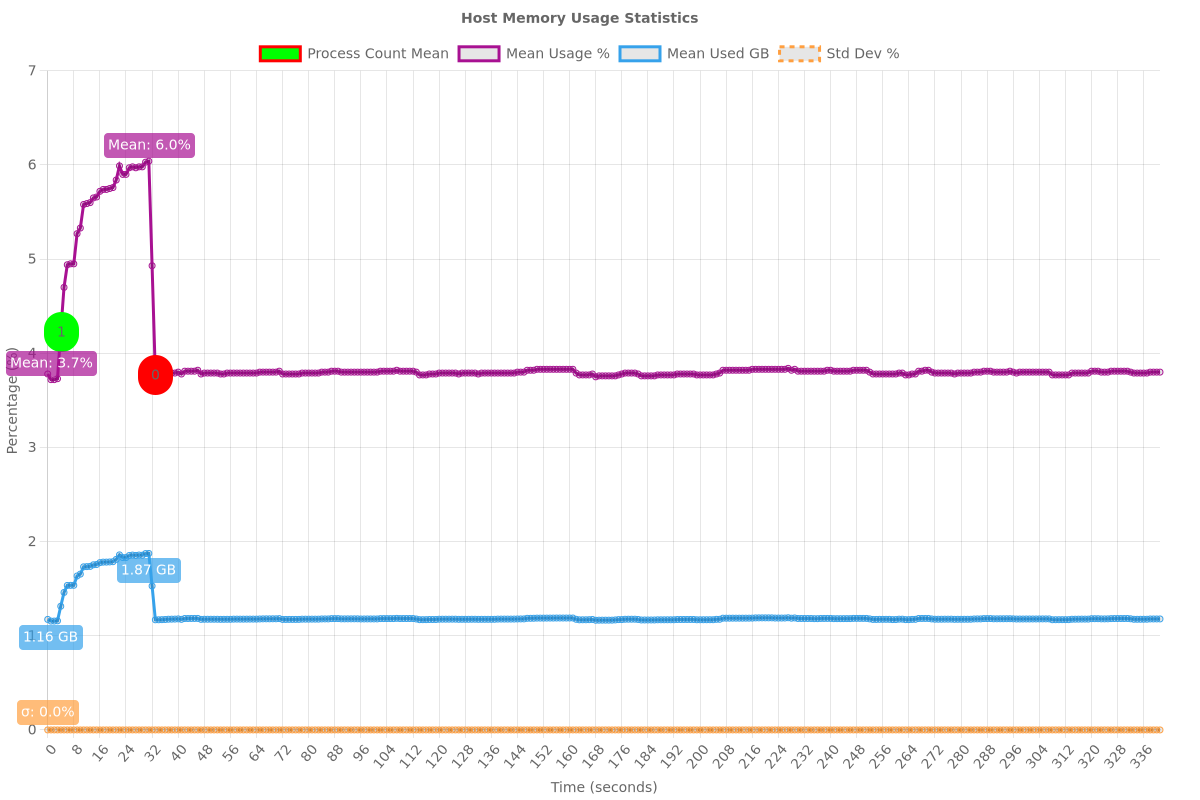 Host Memory Usage Statistics
Process Count Mean Mean Usage % Mean Used GB Std Dev %
7
Mean: 6.0%
6
5
1
4
Mean: 3.7%
0
Percentage (%)
3
2
1.87 GB
1
1.16 GB
σ: 0.0%
0
0 8 16 24 32 40 48 56 64 72 80 88 96 104 112 120 128 136 144 152 160 168 176 184 192 200 208 216 224 232 240 248 256 264 272 280 288 296 304 312 320 328 336
Time (seconds)